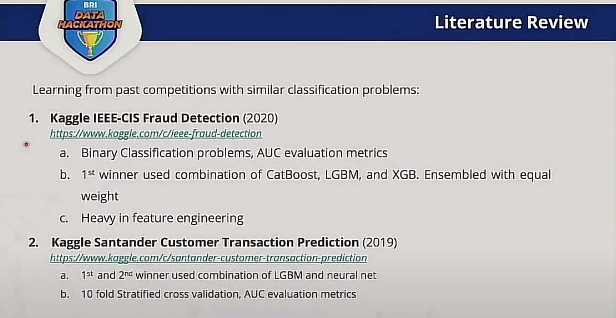 BRI
DATA
HACKATHON
Literature Review
Learning from past competitions with similar classification problems:
1. Kaggle IEEE-CIS Fraud Detection (2020)
https://www.kaggle.com/c/ieee-fraud-detection
a. Binary Classification problems, AUC evaluation metrics
b. 1st winner used combination of CatBoost, LGBM, and XGB. Ensembled with equal
weight
c. Heavy in feature engineering
2. Kaggle Santander Customer Transaction Prediction (2019)
https://www.kaggle.com/c/santander-customer-transaction-prediction
a. 1st and 2nd winner used combination of LGBM and neural net
b. 10 fold Stratified cross validation, AUC evaluation metrics